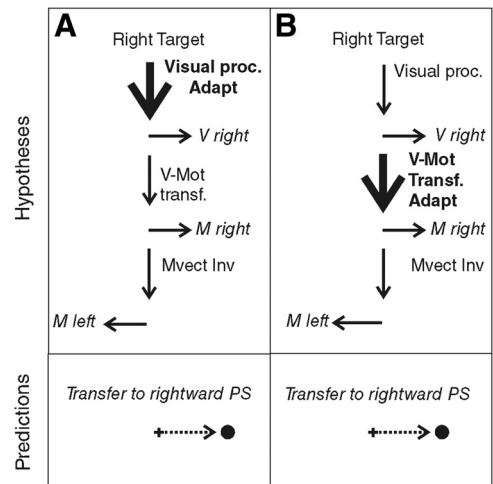 A
Right Target
Visual proc.
Adapt
V right
V-Mot
transf.
M right
Mvect Inv
M left
B
Right Target
Visual proc.
V right
V-Mot
Transf.
Adapt
M right
Mvect Inv
M left
Hypotheses
Transfer to rightward PS
Transfer to rightward PS
Predictions